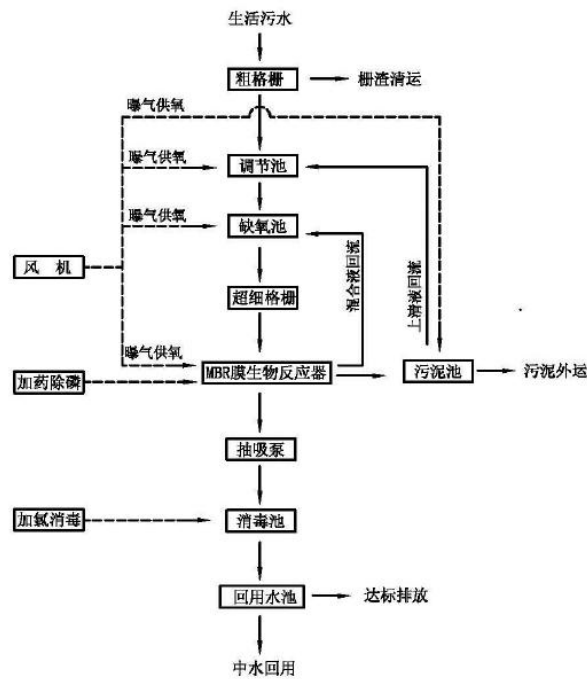 生活污水
粗格栅
栅渣清运
曝气供氧
曝气供氧
调节池
曝气供氧
缺氧池
混合液回流
上清液回流
风 机
超细格栅
曝气供氧
加药除磷
MBR膜生物反应器
污泥池
污泥外运
抽吸泵
加氯消毒
消毒池
回用水池
达标排放
中水回用